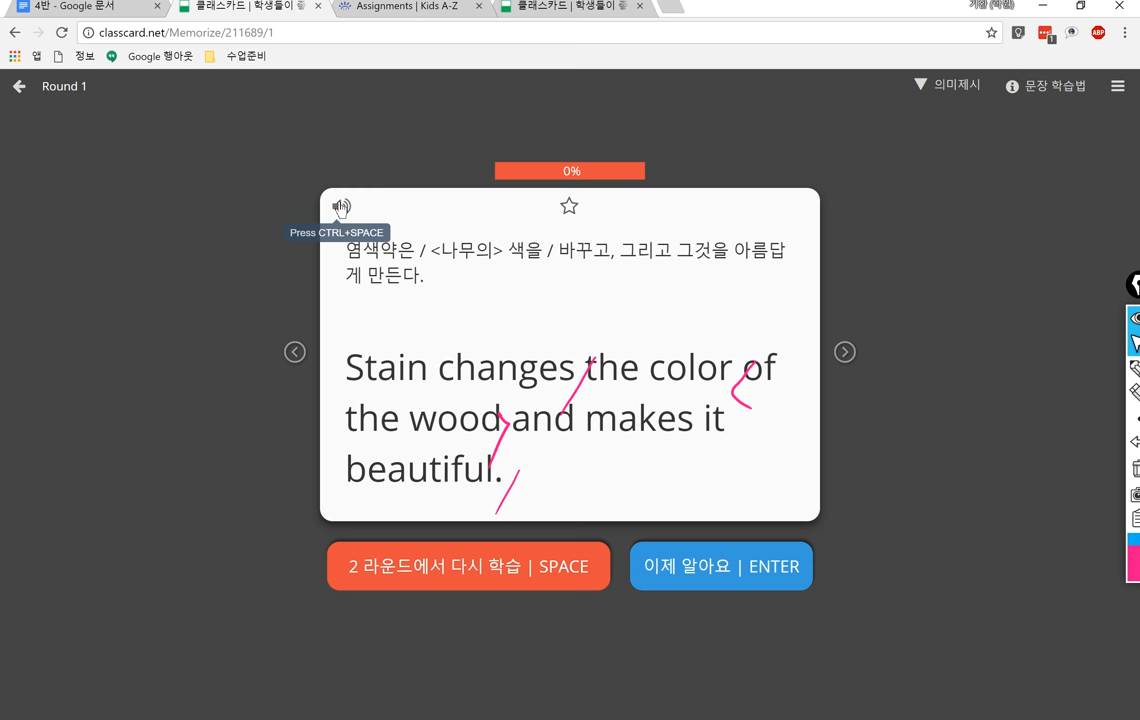 4반 - Google 문서
클래스카드 | 학생들이 좋
Assignments | Kids A-Z
클래스카드 | 학생들이 좋
classcard.net/Memorize/211689/1
1
ABP
앱
정보
Google 행아웃
수업준비
Round 1
의미제시
문장 학습법
0%
Press CTRL+SPACE
염색약은 / <나무의> 색을 / 바꾸고, 그리고 그것을 아름답
게 만든다.
Stain changes the color of
the wood and makes it
beautiful.
2 라운드에서 다시 학습 | SPACE
이제 알아요 | ENTER